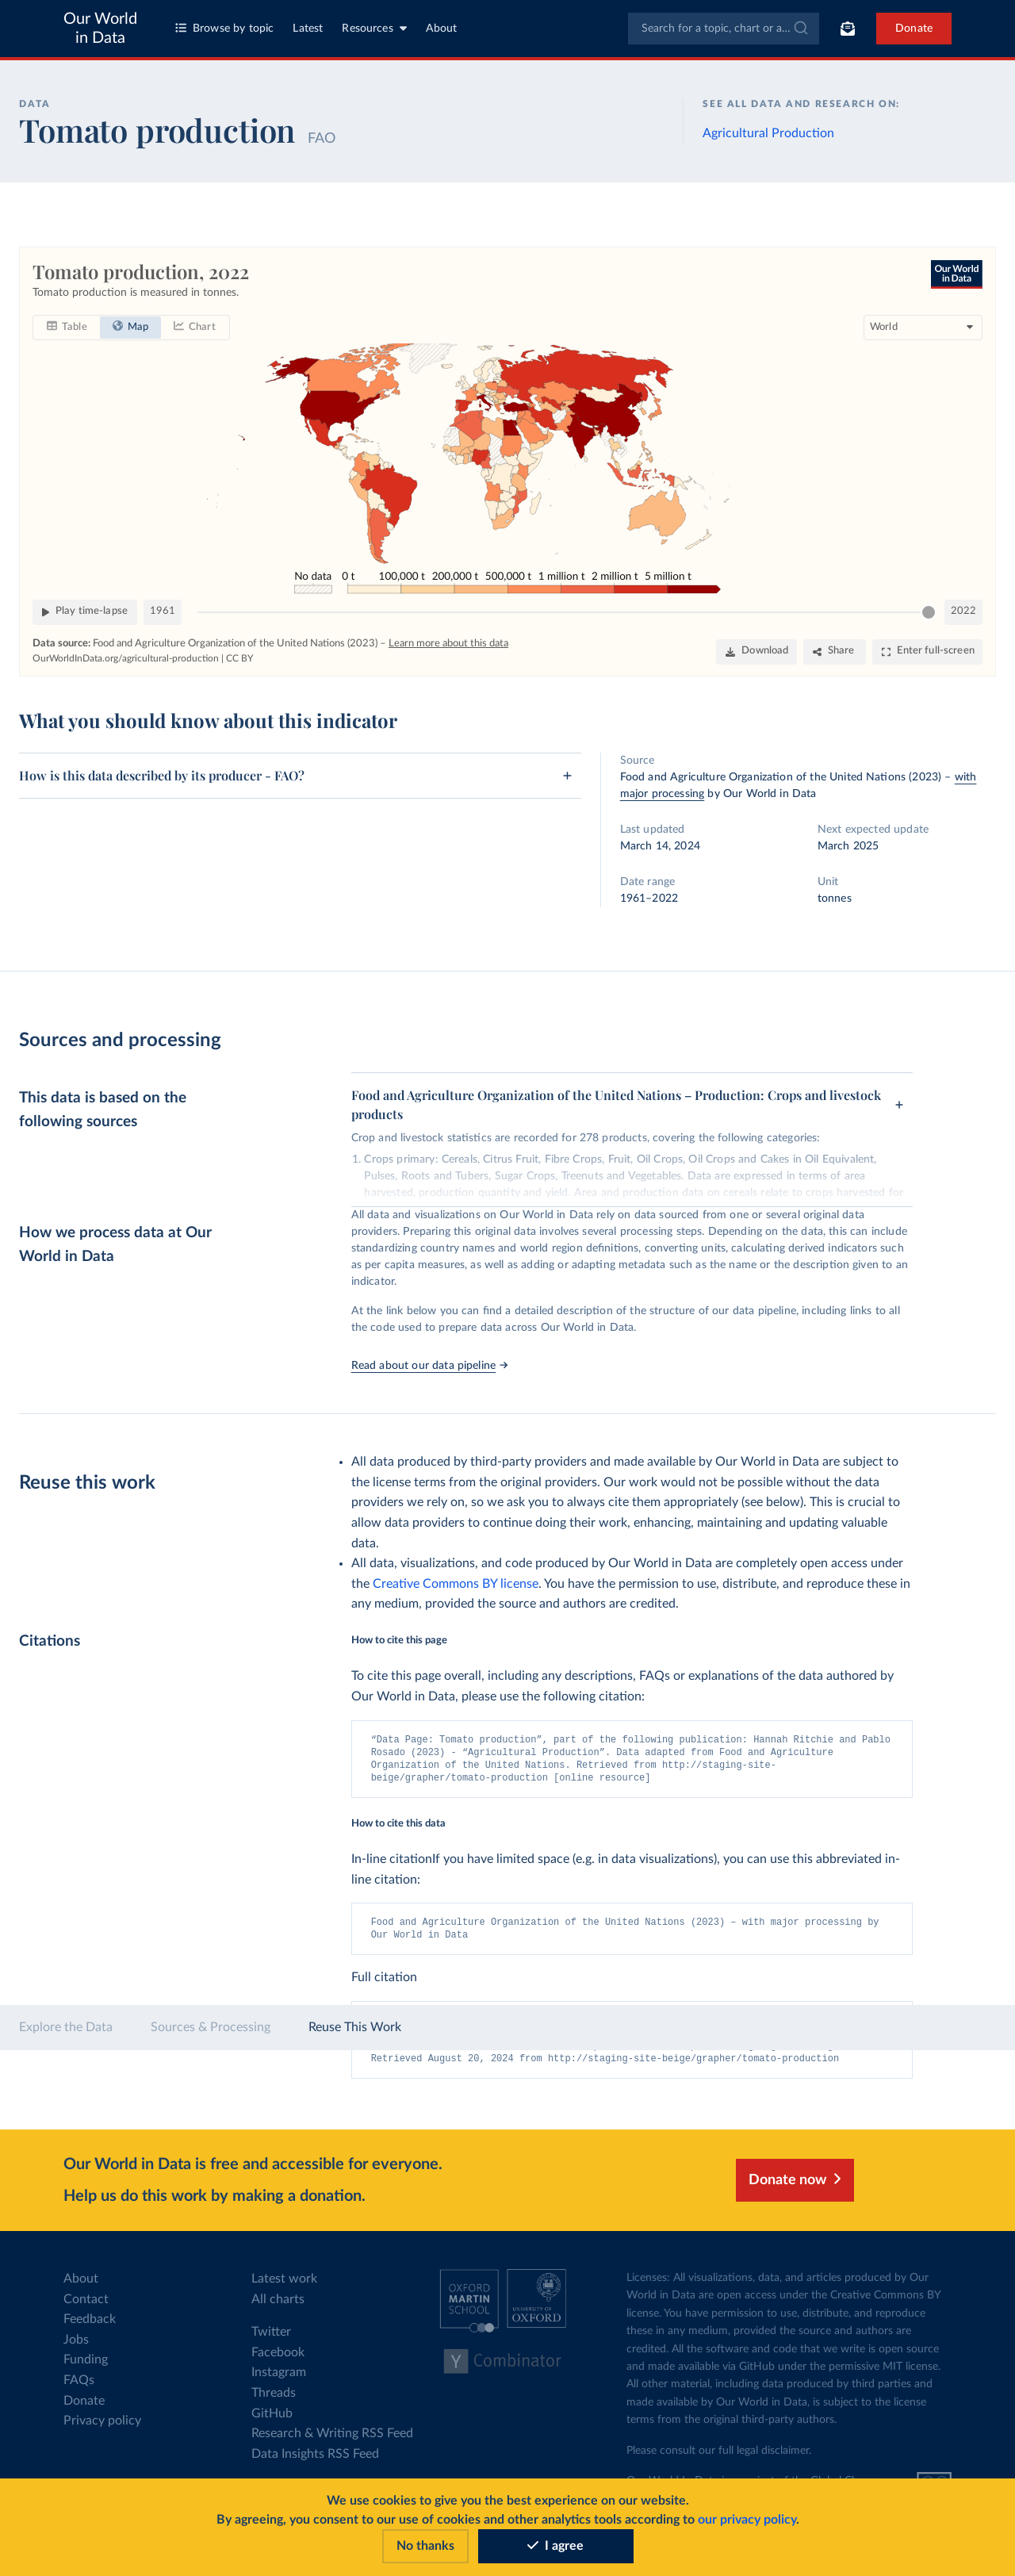 Our World
in Data
Browse by topic
Latest
Resources
About
Search for a topic, chart or a...
Donate
DATA
Tomato production FAO
SEE ALL DATA AND RESEARCH ON:
Agricultural Production
Tomato production, 2022
Tomato production is measured in tonnes.
Our World
in Data
Table
Map
Chart
World
No data
0 t
100,000 t
200,000 t
500,000 t
1 million t
2 million t
5 million t
Play time-lapse
1961
2022
Data source: Food and Agriculture Organization of the United Nations (2023) – Learn more about this data
OurWorldInData.org/agricultural-production | CC BY
Download
Share
Enter full-screen
What you should know about this indicator
How is this data described by its producer - FAO?
Source
Food and Agriculture Organization of the United Nations (2023) – with
major processing by Our World in Data
Last updated
March 14, 2024
Next expected update
March 2025
Date range
1961–2022
Unit
tonnes
Sources and processing
This data is based on the
following sources
Food and Agriculture Organization of the United Nations – Production: Crops and livestock
products
Crop and livestock statistics are recorded for 278 products, covering the following categories:
1. Crops primary: Cereals, Citrus Fruit, Fibre Crops, Fruit, Oil Crops, Oil Crops and Cakes in Oil Equivalent,
Pulses, Roots and Tubers, Sugar Crops, Treenuts and Vegetables. Data are expressed in terms of area
harvested, production quantity and yield. Area and production data on cereals relate to crops harvested for
How we process data at Our
World in Data
All data and visualizations on Our World in Data rely on data sourced from one or several original data
providers. Preparing this original data involves several processing steps. Depending on the data, this can include
standardizing country names and world region definitions, converting units, calculating derived indicators such
as per capita measures, as well as adding or adapting metadata such as the name or the description given to an
indicator.
At the link below you can find a detailed description of the structure of our data pipeline, including links to all
the code used to prepare data across Our World in Data.
Read about our data pipeline →
Reuse this work
• All data produced by third-party providers and made available by Our World in Data are subject to
the license terms from the original providers. Our work would not be possible without the data
providers we rely on, so we ask you to always cite them appropriately (see below). This is crucial to
allow data providers to continue doing their work, enhancing, maintaining and updating valuable
data.
• All data, visualizations, and code produced by Our World in Data are completely open access under
the Creative Commons BY license. You have the permission to use, distribute, and reproduce these in
any medium, provided the source and authors are credited.
Citations
How to cite this page
To cite this page overall, including any descriptions, FAQs or explanations of the data authored by
Our World in Data, please use the following citation:
“Data Page: Tomato production”, part of the following publication: Hannah Ritchie and Pablo
Rosado (2023) - “Agricultural Production”. Data adapted from Food and Agriculture
Organization of the United Nations. Retrieved from http://staging-site-
beige/grapher/tomato-production [online resource]
How to cite this data
In-line citationIf you have limited space (e.g. in data visualizations), you can use this abbreviated in-
line citation:
Food and Agriculture Organization of the United Nations (2023) – with major processing by
Our World in Data
Full citation
Explore the Data
Sources & Processing
Reuse This Work
Retrieved August 20, 2024 from http://staging-site-beige/grapher/tomato-production
Our World in Data is free and accessible for everyone.
Help us do this work by making a donation.
Donate now
About
Contact
Feedback
Jobs
Funding
FAQs
Donate
Privacy policy
Latest work
All charts
Twitter
Facebook
Instagram
Threads
GitHub
Research & Writing RSS Feed
Data Insights RSS Feed
OXFORD
MARTIN
SCHOOL
UNIVERSITY OF
OXFORD
Y Combinator
Licenses: All visualizations, data, and articles produced by Our
World in Data are open access under the Creative Commons BY
license. You have permission to use, distribute, and reproduce
these in any medium, provided the source and authors are
credited. All the software and code that we write is open source
and made available via GitHub under the permissive MIT license.
All other material, including data produced by third parties and
made available by Our World in Data, is subject to the license
terms from the original third-party authors.
Please consult our full legal disclaimer.
We use cookies to give you the best experience on our website.
By agreeing, you consent to our use of cookies and other analytics tools according to our privacy policy.
No thanks
I agree